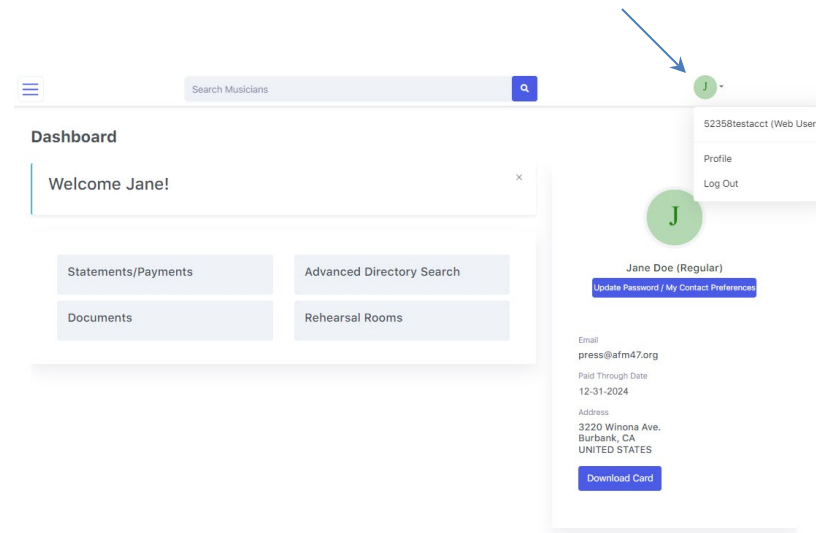 Search Musicians
J
52358testacct (Web User
Profile
Log Out
Dashboard
Welcome Jane!
×
Statements/Payments
Advanced Directory Search
Documents
Rehearsal Rooms
J
Jane Doe (Regular)
Update Password / My Contact Preferences
Email
press@afm47.org
Paid Through Date
12-31-2024
Address
3220 Winona Ave.
Burbank, CA
UNITED STATES
Download Card